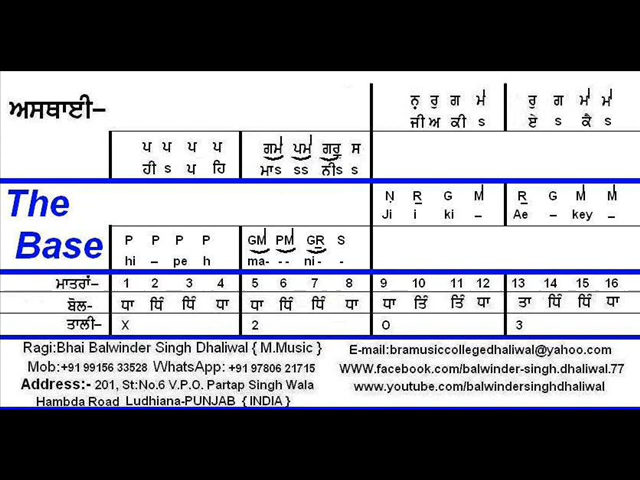 ਅਸਥਾਈ–
ਨ਼ ਰੁ ਗ ਮ੍ਰ ਰੁ ਗ ਮ੍ਰ ਮ੍ਰ
ਜੀ ਅ ਕੀ s ਏ s ਕੈ s
ਪ ਪ ਪ ਪ ਗਮ੍ਰ ਪਮ੍ਰ ਗਰੁ ਸ
ਹੀ s ਪ ਹਿ ਮਾs ss ਨੀs s
The Base
Ṇ R̲ G M̍ R̲ G M̍ M̍
Ji i ki – Ae – key –
P P P P GM̍ PM̍ GR̲ S
hi – pe h ma- -- ni- -
ਮਾਤਰਾਂ- 1 2 3 4 5 6 7 8 9 10 11 12 13 14 15 16
ਬੋਲ- ਧਾ ਧਿੰ ਧਿੰ ਧਾ ਧਾ ਧਿੰ ਧਿੰ ਧਾ ਧਾ ਤਿੰ ਤਿੰ ਧਾ ਤਾ ਧਿੰ ਧਿੰ ਧਾ
ਤਾਲੀ- X 2 O 3
Ragi:Bhai Balwinder Singh Dhaliwal { M.Music }
Mob:+91 99156 33528 WhatsApp: +91 97806 21715
Address:- 201, St:No.6 V.P.O. Partap Singh Wala
Hambda Road Ludhiana-PUNJAB { INDIA }
E-mail:bramusiccollegedhaliwal@yahoo.com
www.facebook.com/balwinder-singh.dhaliwal.77
www.youtube.com/balwindersinghdhaliwal